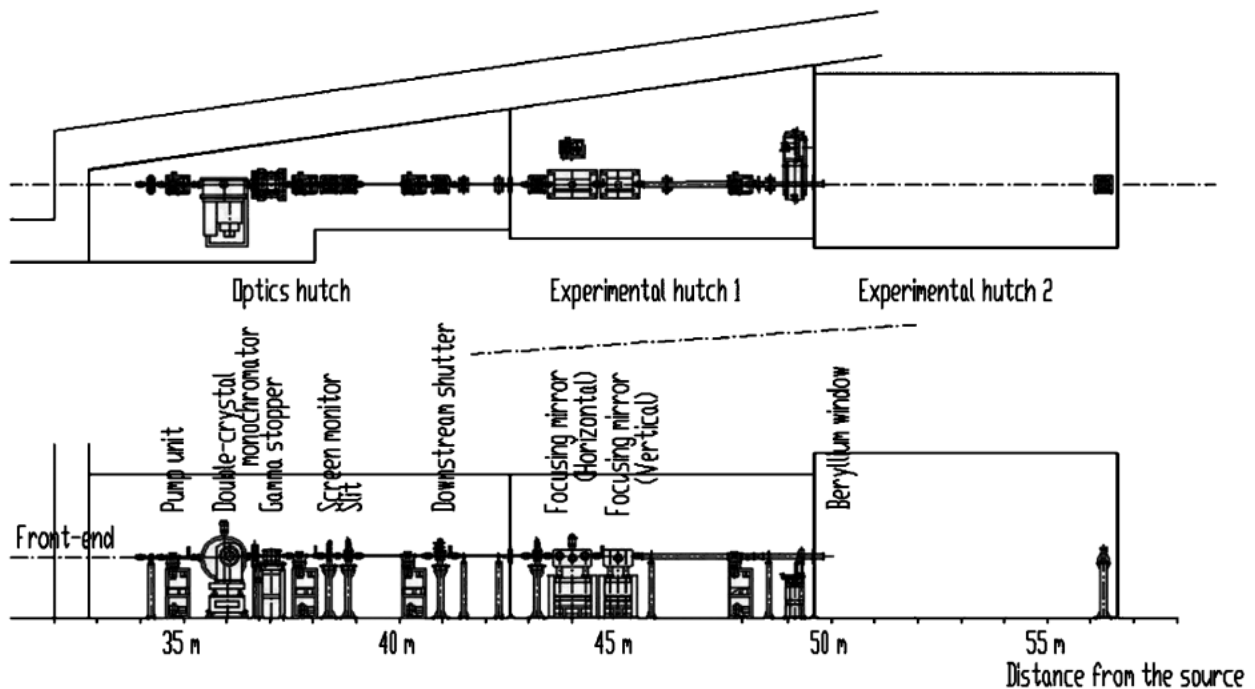 Optics hutch
Experimental hutch 1
Experimental hutch 2
Pump unit
Double-crystal
monochromator
Gamma stopper
Screen monitor
Slit
Downstream shutter
Focusing mirror
(Horizontal)
Focusing mirror
(Vertical)
Beryllium window
Front-end
35 m
40 m
45 m
50 m
55 m
Distance from the source